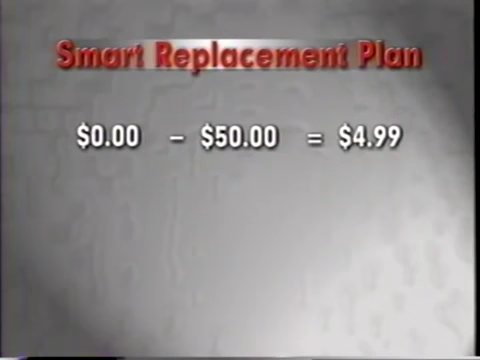 Smart Replacement Plan
$0.00 – $50.00 = $4.99